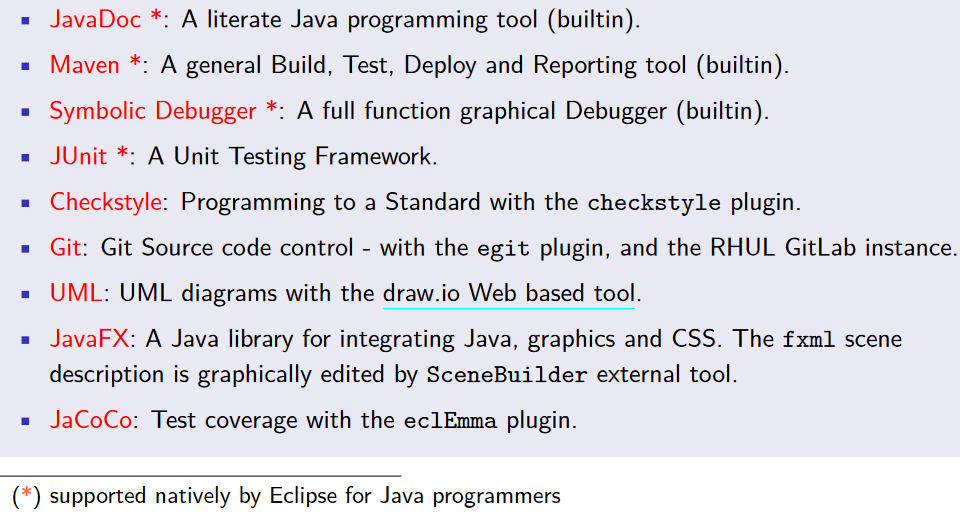 ▪ JavaDoc *: A literate Java programming tool (builtin).
▪ Maven *: A general Build, Test, Deploy and Reporting tool (builtin).
▪ Symbolic Debugger *: A full function graphical Debugger (builtin).
▪ JUnit *: A Unit Testing Framework.
▪ Checkstyle: Programming to a Standard with the checkstyle plugin.
▪ Git: Git Source code control - with the egit plugin, and the RHUL GitLab instance.
▪ UML: UML diagrams with the draw.io Web based tool.
▪ JavaFX: A Java library for integrating Java, graphics and CSS. The fxml scene
description is graphically edited by SceneBuilder external tool.
▪ JaCoCo: Test coverage with the eclEmma plugin.
(*) supported natively by Eclipse for Java programmers